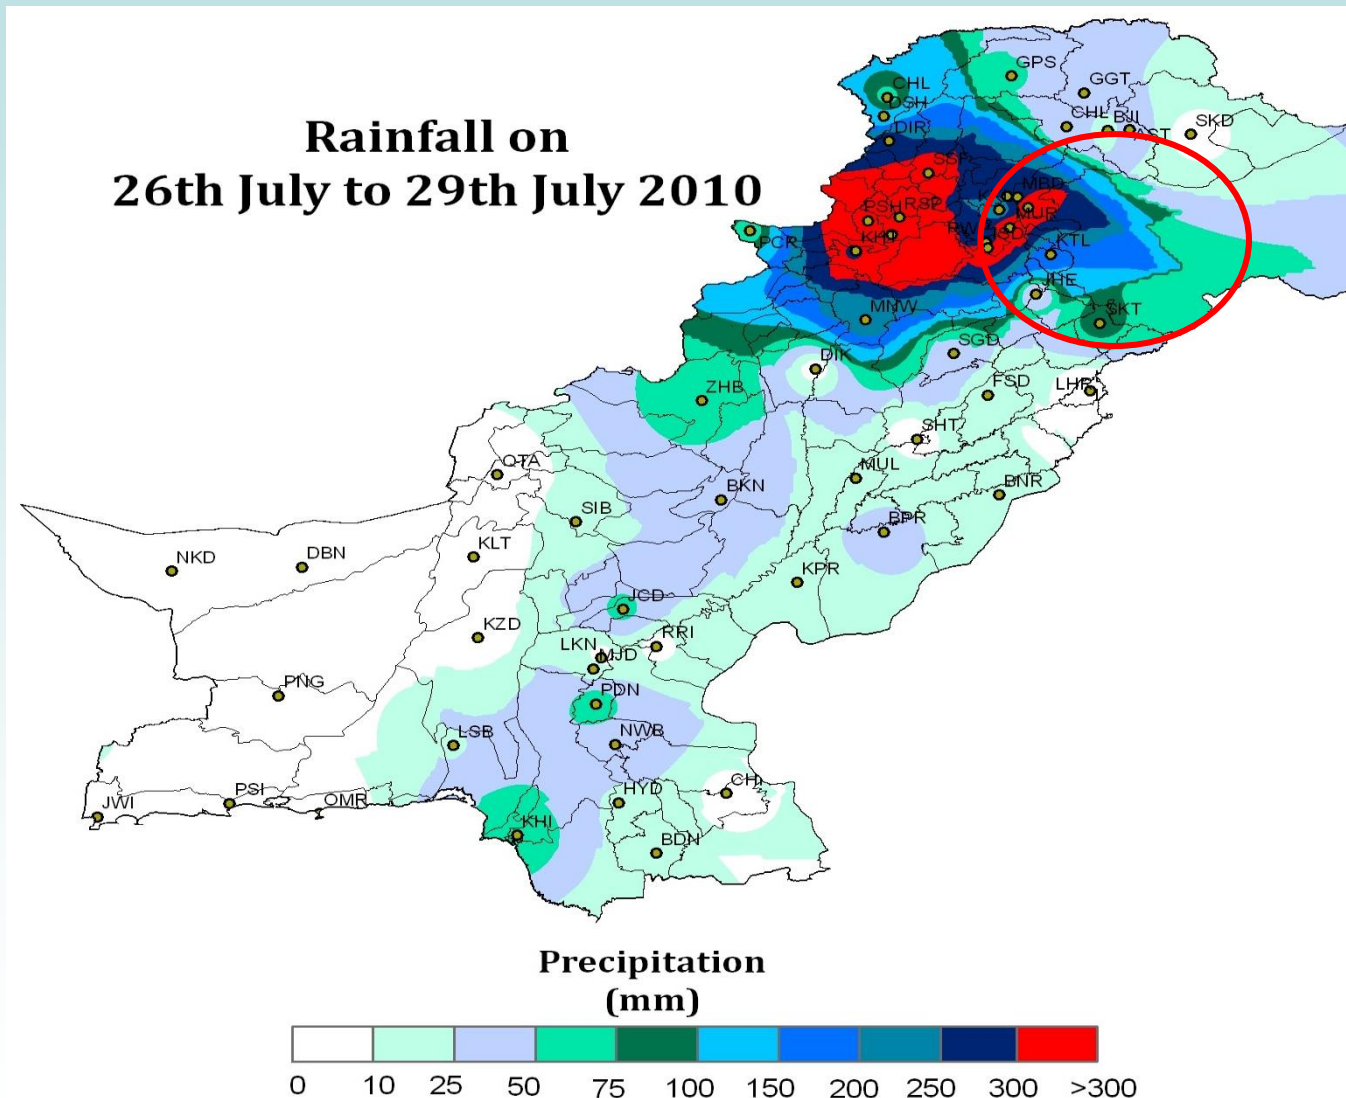 Rainfall on
26th July to 29th July 2010
GPS
GGT
CHL
DSH
CHL
BJI
SKD
AST
DIR
SSF
MBD
PSH
RSP
MUR
PCR
KTL
JHE
MNW
SKT
SGD
DIK
ZHB
FSD
LHR
SHT
QTA
MUL
BKN
BNR
SIB
BPR
KLT
DBN
NKD
KPR
JCD
KZD
RRI
LKN
MJD
PNG
PDN
LSB
NWB
PSI
HYD
JWI
OMR
KHI
BDN
Precipitation
(mm)
0 10 25 50 75 100 150 200 250 300 >300